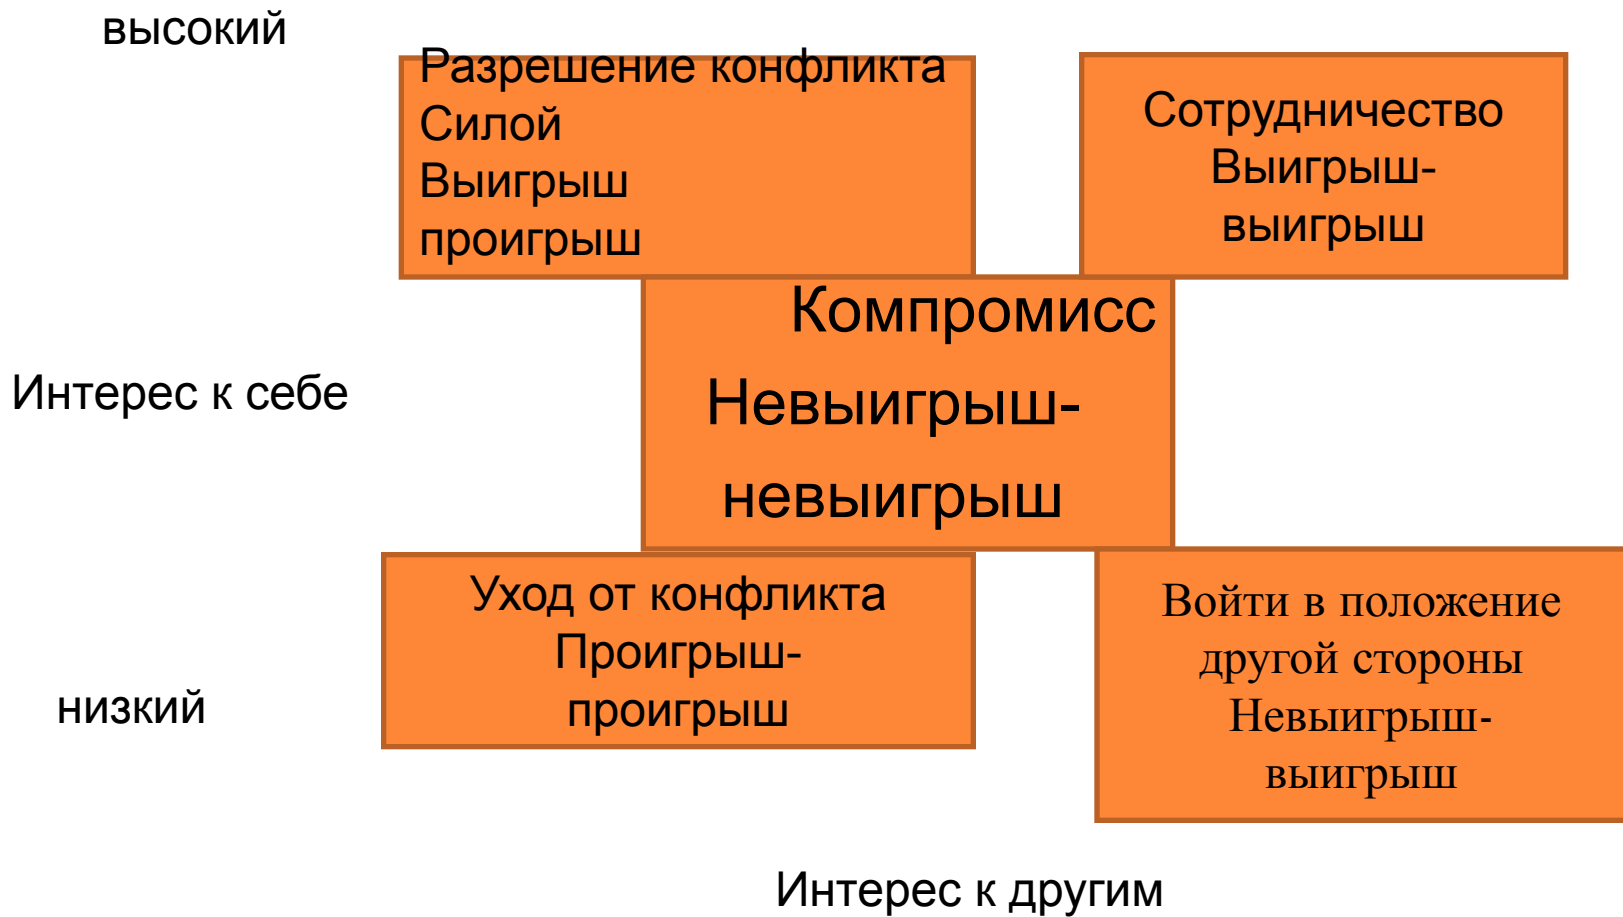 высокий
Разрешение конфликта
Силой
Выигрыш
проигрыш
Сотрудничество
Выигрыш-
выигрыш
Компромисс
Невыигрыш-
невыигрыш
Интерес к себе
Уход от конфликта
Проигрыш-
проигрыш
Войти в положение
другой стороны
Невыигрыш-
выигрыш
низкий
Интерес к другим